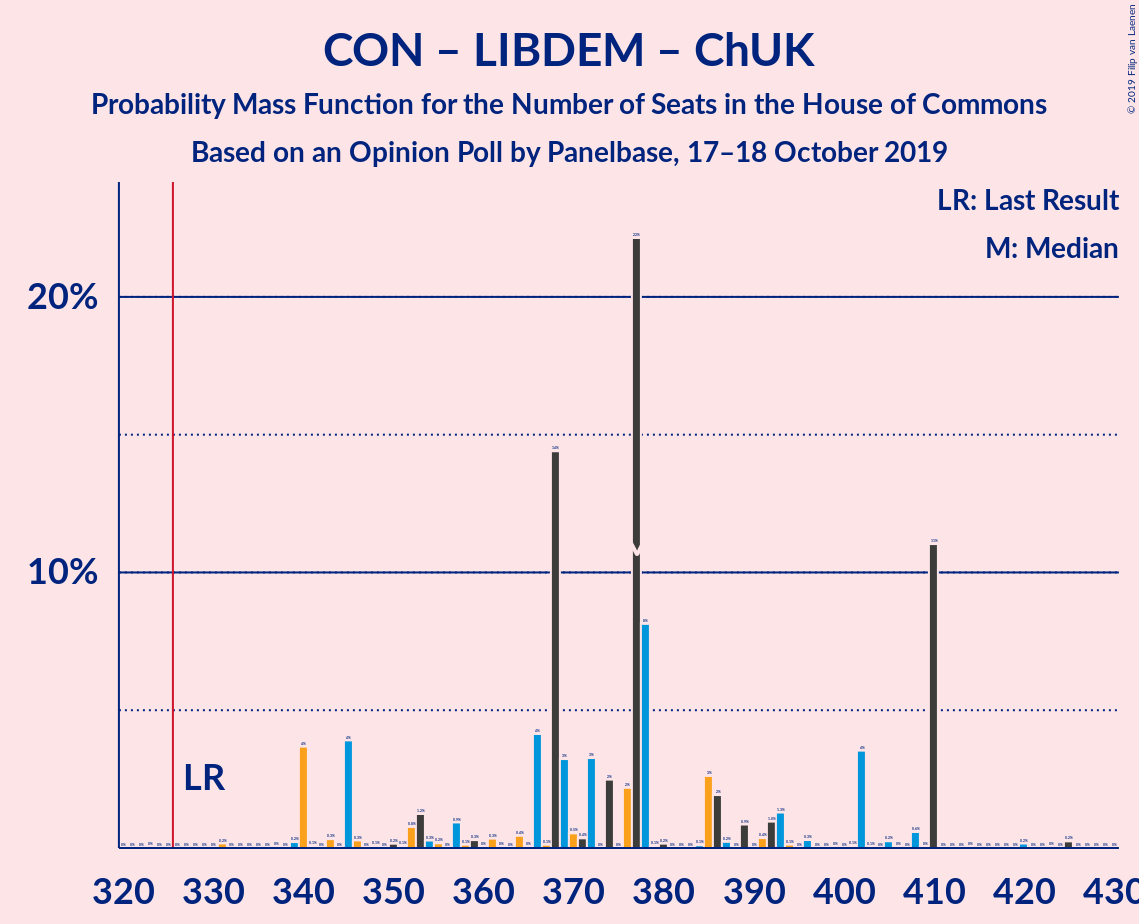 CON – LIBDEM – ChUK
Probability Mass Function for the Number of Seats in the House of Commons
Based on an Opinion Poll by Panelbase, 17–18 October 2019
© 2019 Filip van Laenen
LR: Last Result
M: Median
20%
10%
LR
320 330 340 350 360 370 380 390 400 410 420 430